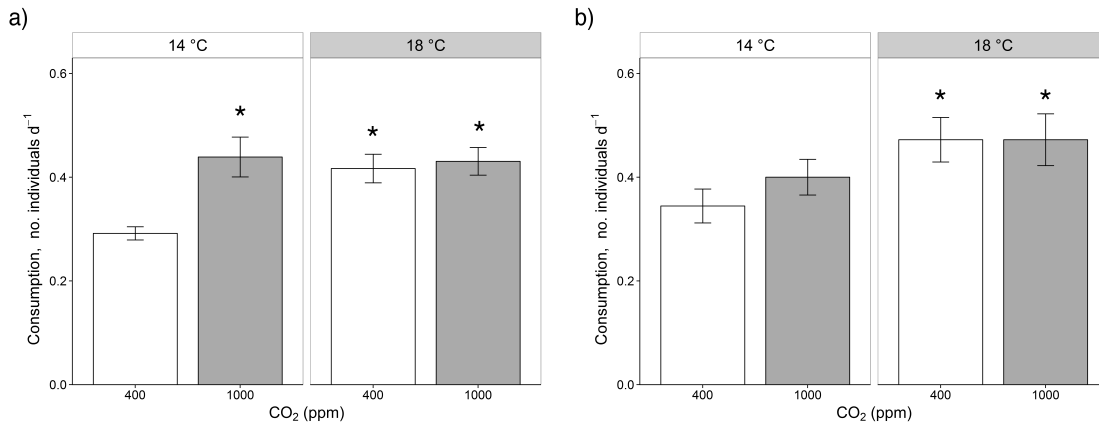 a)
14 °C
18 °C
Consumption, no. individuals d⁻¹
0.6
0.4
0.2
0.0
*
*
*
400
1000
400
1000
CO₂ (ppm)
b)
14 °C
18 °C
Consumption, no. individuals d⁻¹
0.6
0.4
0.2
0.0
*
*
400
1000
400
1000
CO₂ (ppm)